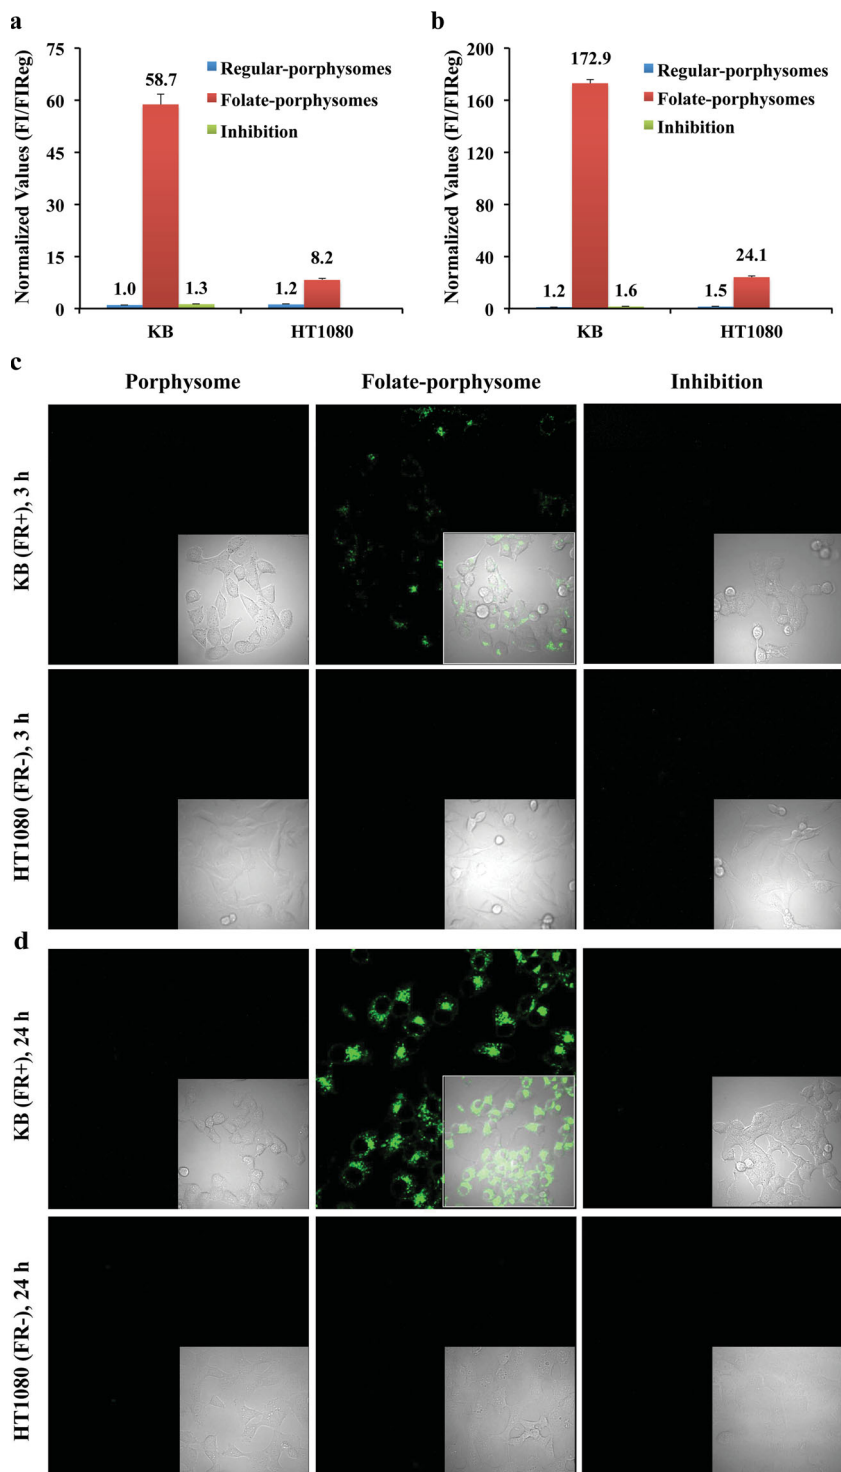 a
Normalized Values (FI/FIReg)
75
60
45
30
15
0
58.7
8.2
1.0
1.3
1.2
KB
HT1080
Regular-porphysomes
Folate-porphysomes
Inhibition
b
Normalized Values (FI/FIReg)
200
160
120
80
40
0
172.9
24.1
1.2
1.6
1.5
KB
HT1080
Regular-porphysomes
Folate-porphysomes
Inhibition
c
Porphysome
Folate-porphysome
Inhibition
KB (FR+), 3 h
HT1080 (FR-), 3 h
d
KB (FR+), 24 h
HT1080 (FR-), 24 h